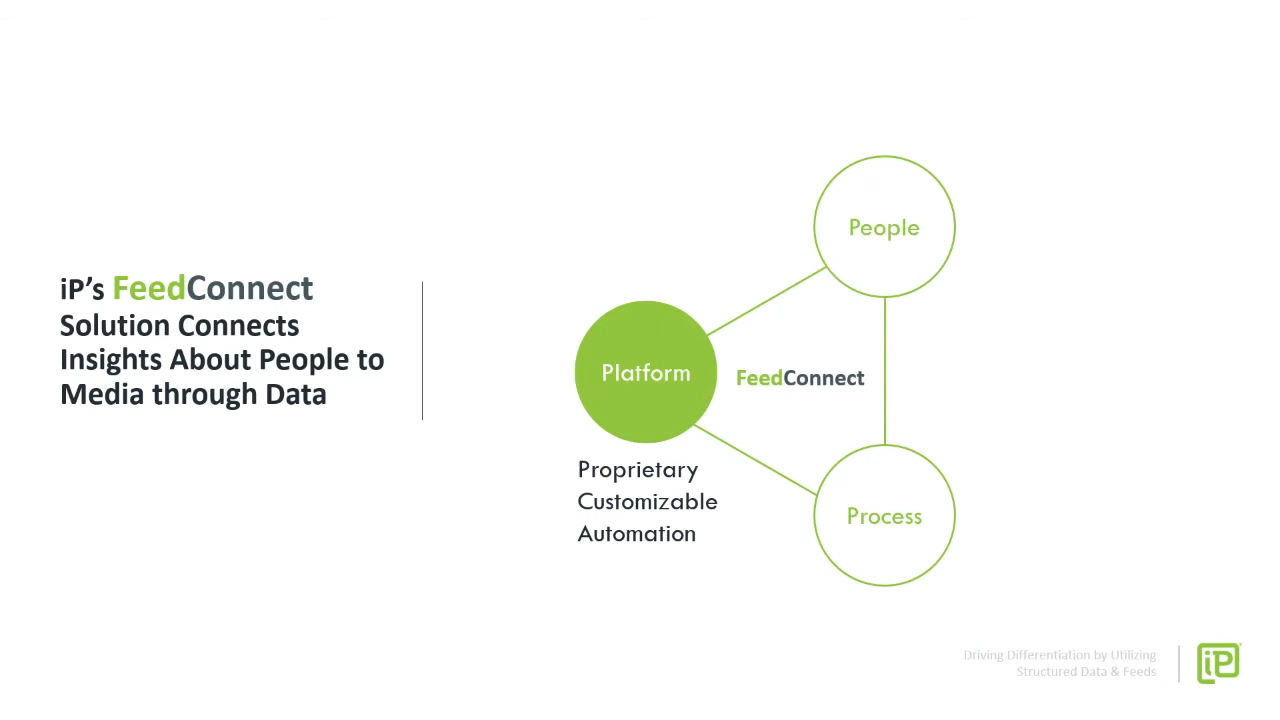 iP’s FeedConnect
Solution Connects
Insights About People to
Media through Data
People
Platform
FeedConnect
Proprietary
Customizable
Automation
Process
Driving Differentiation by Utilizing
Structured Data & Feeds
iP